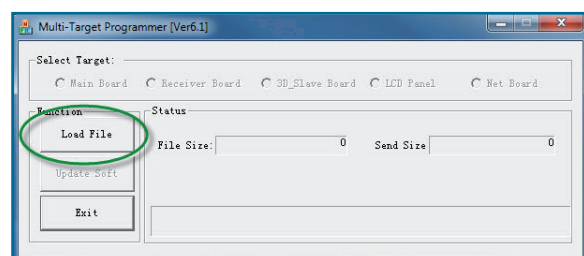 Multi-Target Programmer [Ver6.1]
Select Target:
Main Board Receiver Board 3D_Slave Board LCD Panel Net Board
Function Status
Load File
File Size: 0 Send Size 0
Update Soft
Exit